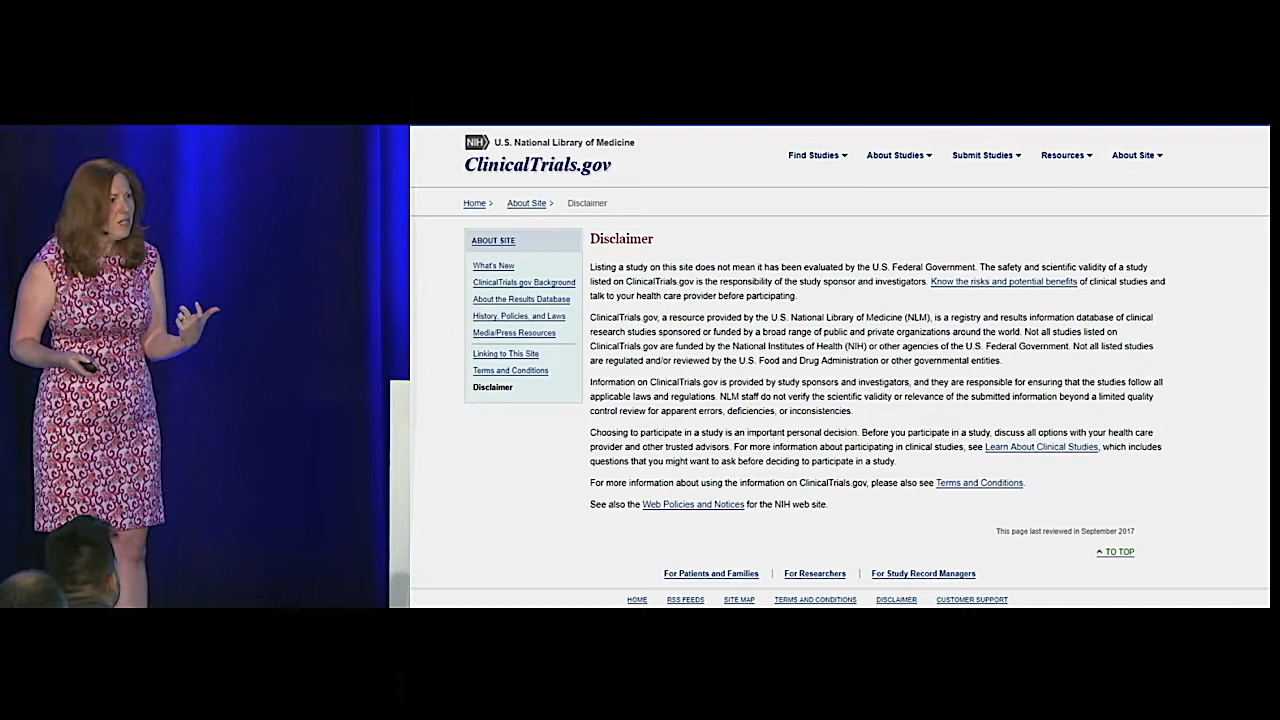 NIH U.S. National Library of Medicine
ClinicalTrials.gov
Find Studies About Studies Submit Studies Resources About Site
Home > About Site > Disclaimer
ABOUT SITE
What's New
ClinicalTrials.gov Background
About the Results Database
History, Policies, and Laws
Media/Press Resources
Linking to This Site
Terms and Conditions
Disclaimer
Disclaimer
Listing a study on this site does not mean it has been evaluated by the U.S. Federal Government. The safety and scientific validity of a study
listed on ClinicalTrials.gov is the responsibility of the study sponsor and investigators. Know the risks and potential benefits of clinical studies and
talk to your health care provider before participating.
ClinicalTrials.gov, a resource provided by the U.S. National Library of Medicine (NLM), is a registry and results information database of clinical
research studies sponsored or funded by a broad range of public and private organizations around the world. Not all studies listed on
ClinicalTrials.gov are funded by the National Institutes of Health (NIH) or other agencies of the U.S. Federal Government. Not all listed studies
are regulated and/or reviewed by the U.S. Food and Drug Administration or other governmental entities.
Information on ClinicalTrials.gov is provided by study sponsors and investigators, and they are responsible for ensuring that the studies follow all
applicable laws and regulations. NLM staff do not verify the scientific validity or relevance of the submitted information beyond a limited quality
control review for apparent errors, deficiencies, or inconsistencies.
Choosing to participate in a study is an important personal decision. Before you participate in a study, discuss all options with your health care
provider and other trusted advisors. For more information about participating in clinical studies, see Learn About Clinical Studies, which includes
questions that you might want to ask before deciding to participate in a study.
For more information about using the information on ClinicalTrials.gov, please also see Terms and Conditions.
See also the Web Policies and Notices for the NIH web site.
This page last reviewed in September 2017
TO TOP
For Patients and Families | For Researchers | For Study Record Managers
HOME RSS FEEDS SITE MAP TERMS AND CONDITIONS DISCLAIMER CUSTOMER SUPPORT